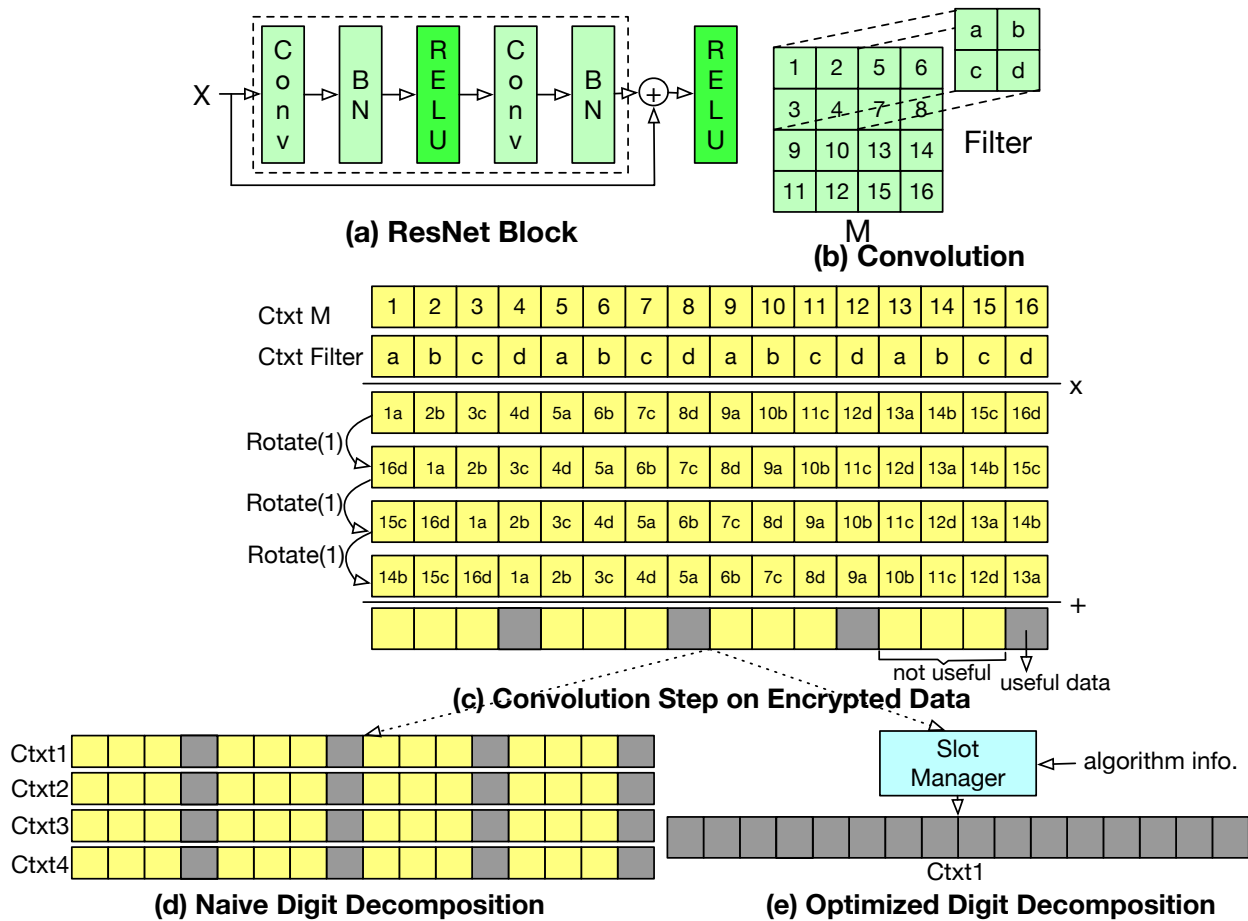 X
Conv
BN
RELU
Conv
BN
+
RELU
(a) ResNet Block
1 2 5 6
3 4 7 8
9 10 13 14
11 12 15 16
M
a b
c d
Filter
(b) Convolution
Ctxt M 1 2 3 4 5 6 7 8 9 10 11 12 13 14 15 16
Ctxt Filter a b c d a b c d a b c d a b c d
x
1a 2b 3c 4d 5a 6b 7c 8d 9a 10b 11c 12d 13a 14b 15c 16d
Rotate(1)
16d 1a 2b 3c 4d 5a 6b 7c 8d 9a 10b 11c 12d 13a 14b 15c
Rotate(1)
15c 16d 1a 2b 3c 4d 5a 6b 7c 8d 9a 10b 11c 12d 13a 14b
Rotate(1)
14b 15c 16d 1a 2b 3c 4d 5a 6b 7c 8d 9a 10b 11c 12d 13a
+
not useful
useful data
(c) Convolution Step on Encrypted Data
Ctxt1
Ctxt2
Ctxt3
Ctxt4
(d) Naive Digit Decomposition
Slot
Manager
algorithm info.
Ctxt1
(e) Optimized Digit Decomposition